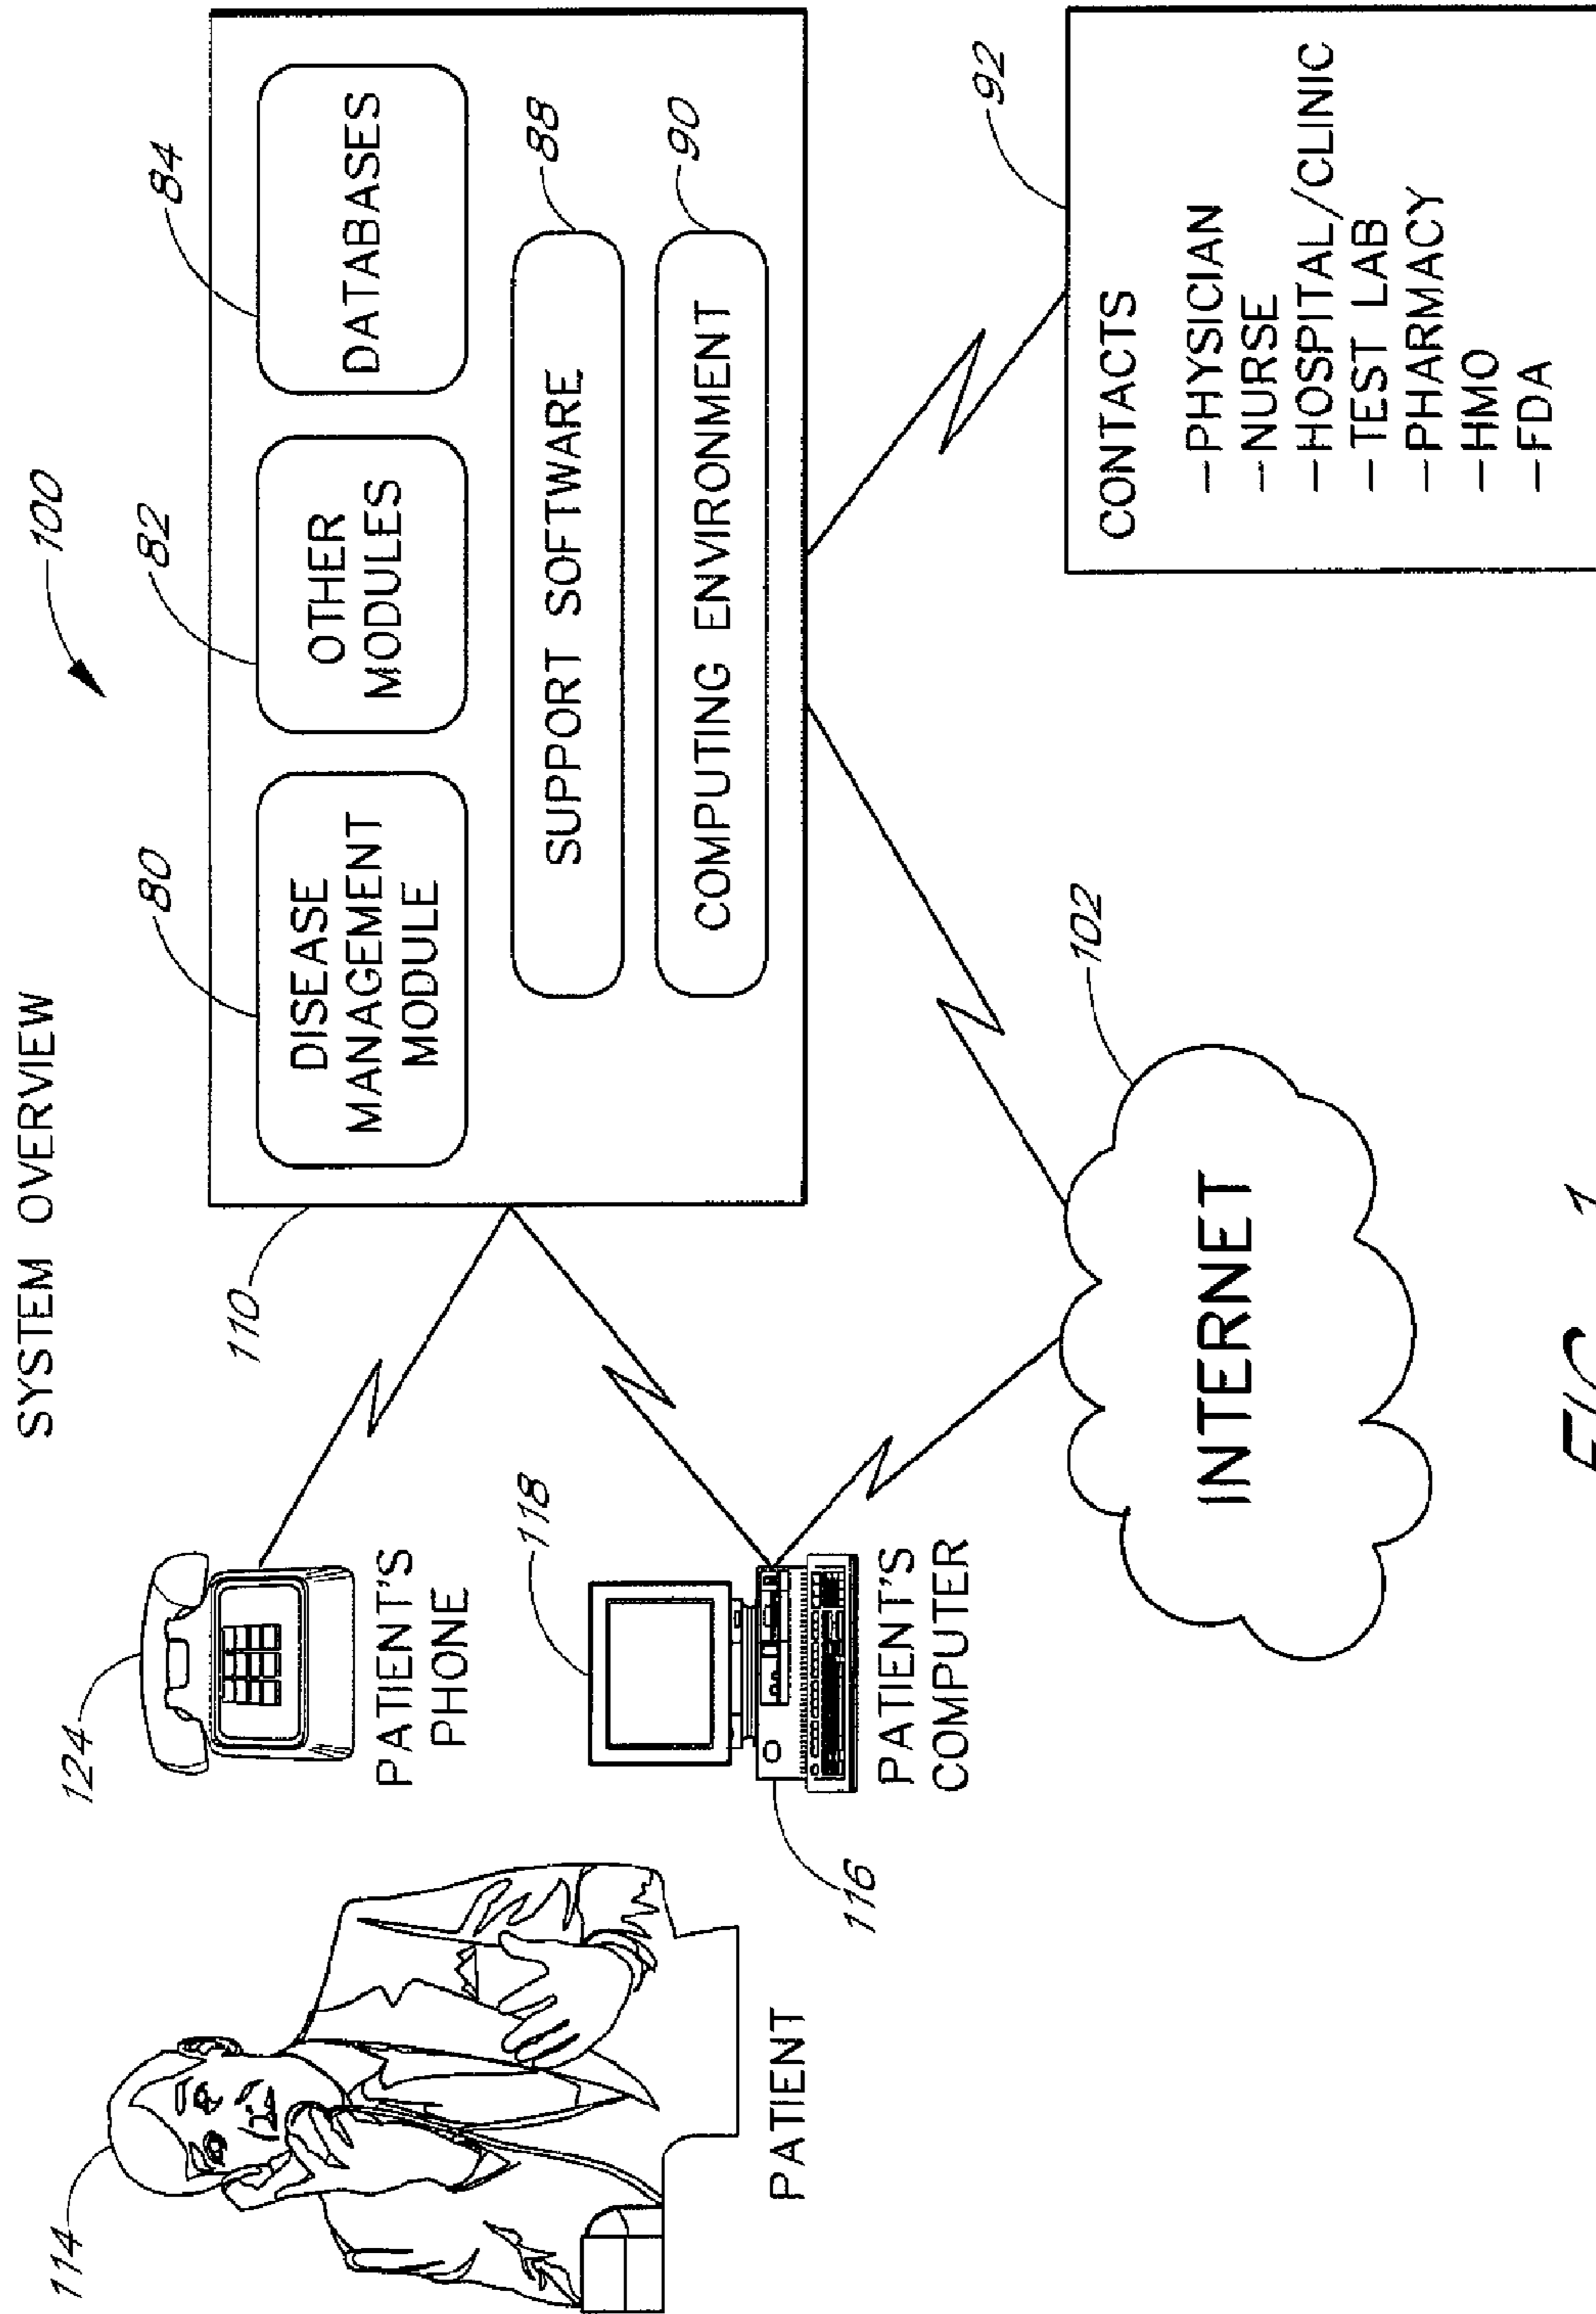 SYSTEM OVERVIEW
100
114
PATIENT
124
PATIENT'S
PHONE
118
116
PATIENT'S
COMPUTER
110
80
DISEASE
MANAGEMENT
MODULE
82
OTHER
MODULES
84
DATABASES
88
SUPPORT SOFTWARE
90
COMPUTING ENVIRONMENT
102
INTERNET
92
CONTACTS
-PHYSICIAN
-NURSE
-HOSPITAL/CLINIC
-TEST LAB
-PHARMACY
-HMO
-FDA
FIG. 1